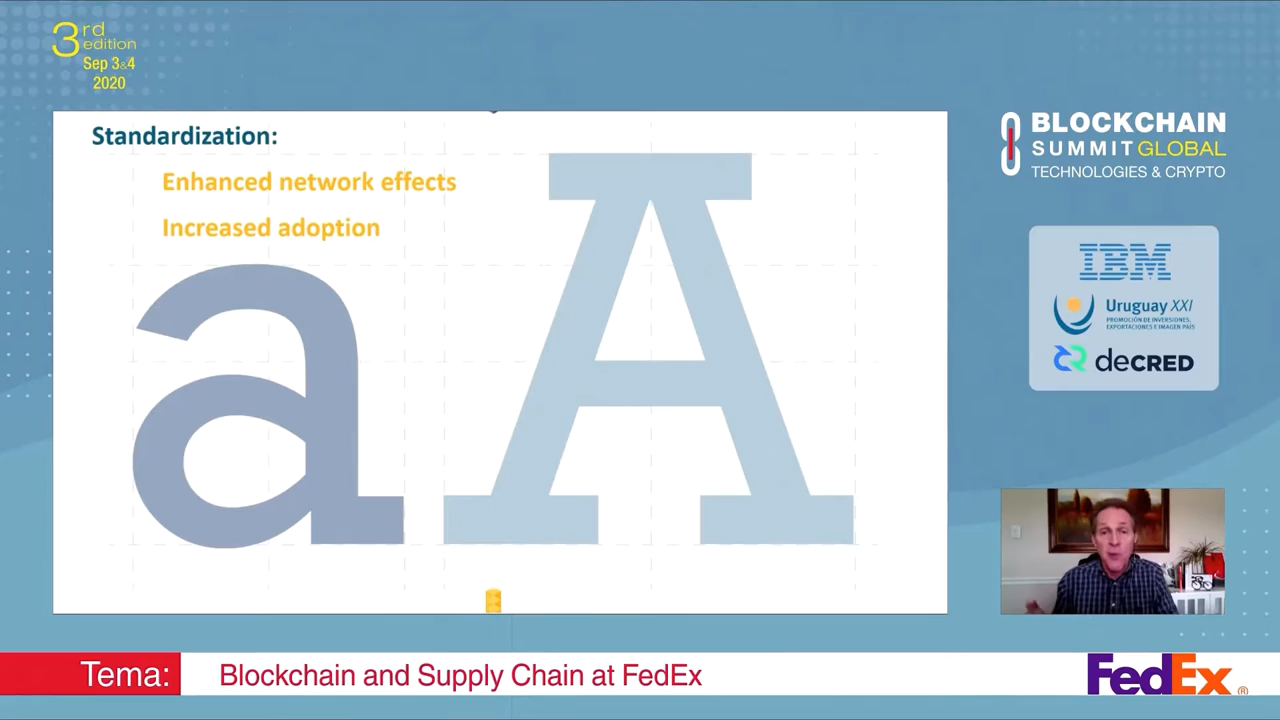 3rd
edition
Sep 3&4
2020
Standardization:
Enhanced network effects
Increased adoption
a A
BLOCKCHAIN
SUMMIT GLOBAL
TECHNOLOGIES & CRYPTO
IBM
Uruguay XXI
PROMOCIÓN DE INVERSIONES,
EXPORTACIONES E IMAGEN PAÍS
deCRED
Tema: Blockchain and Supply Chain at FedEx
FedEx®